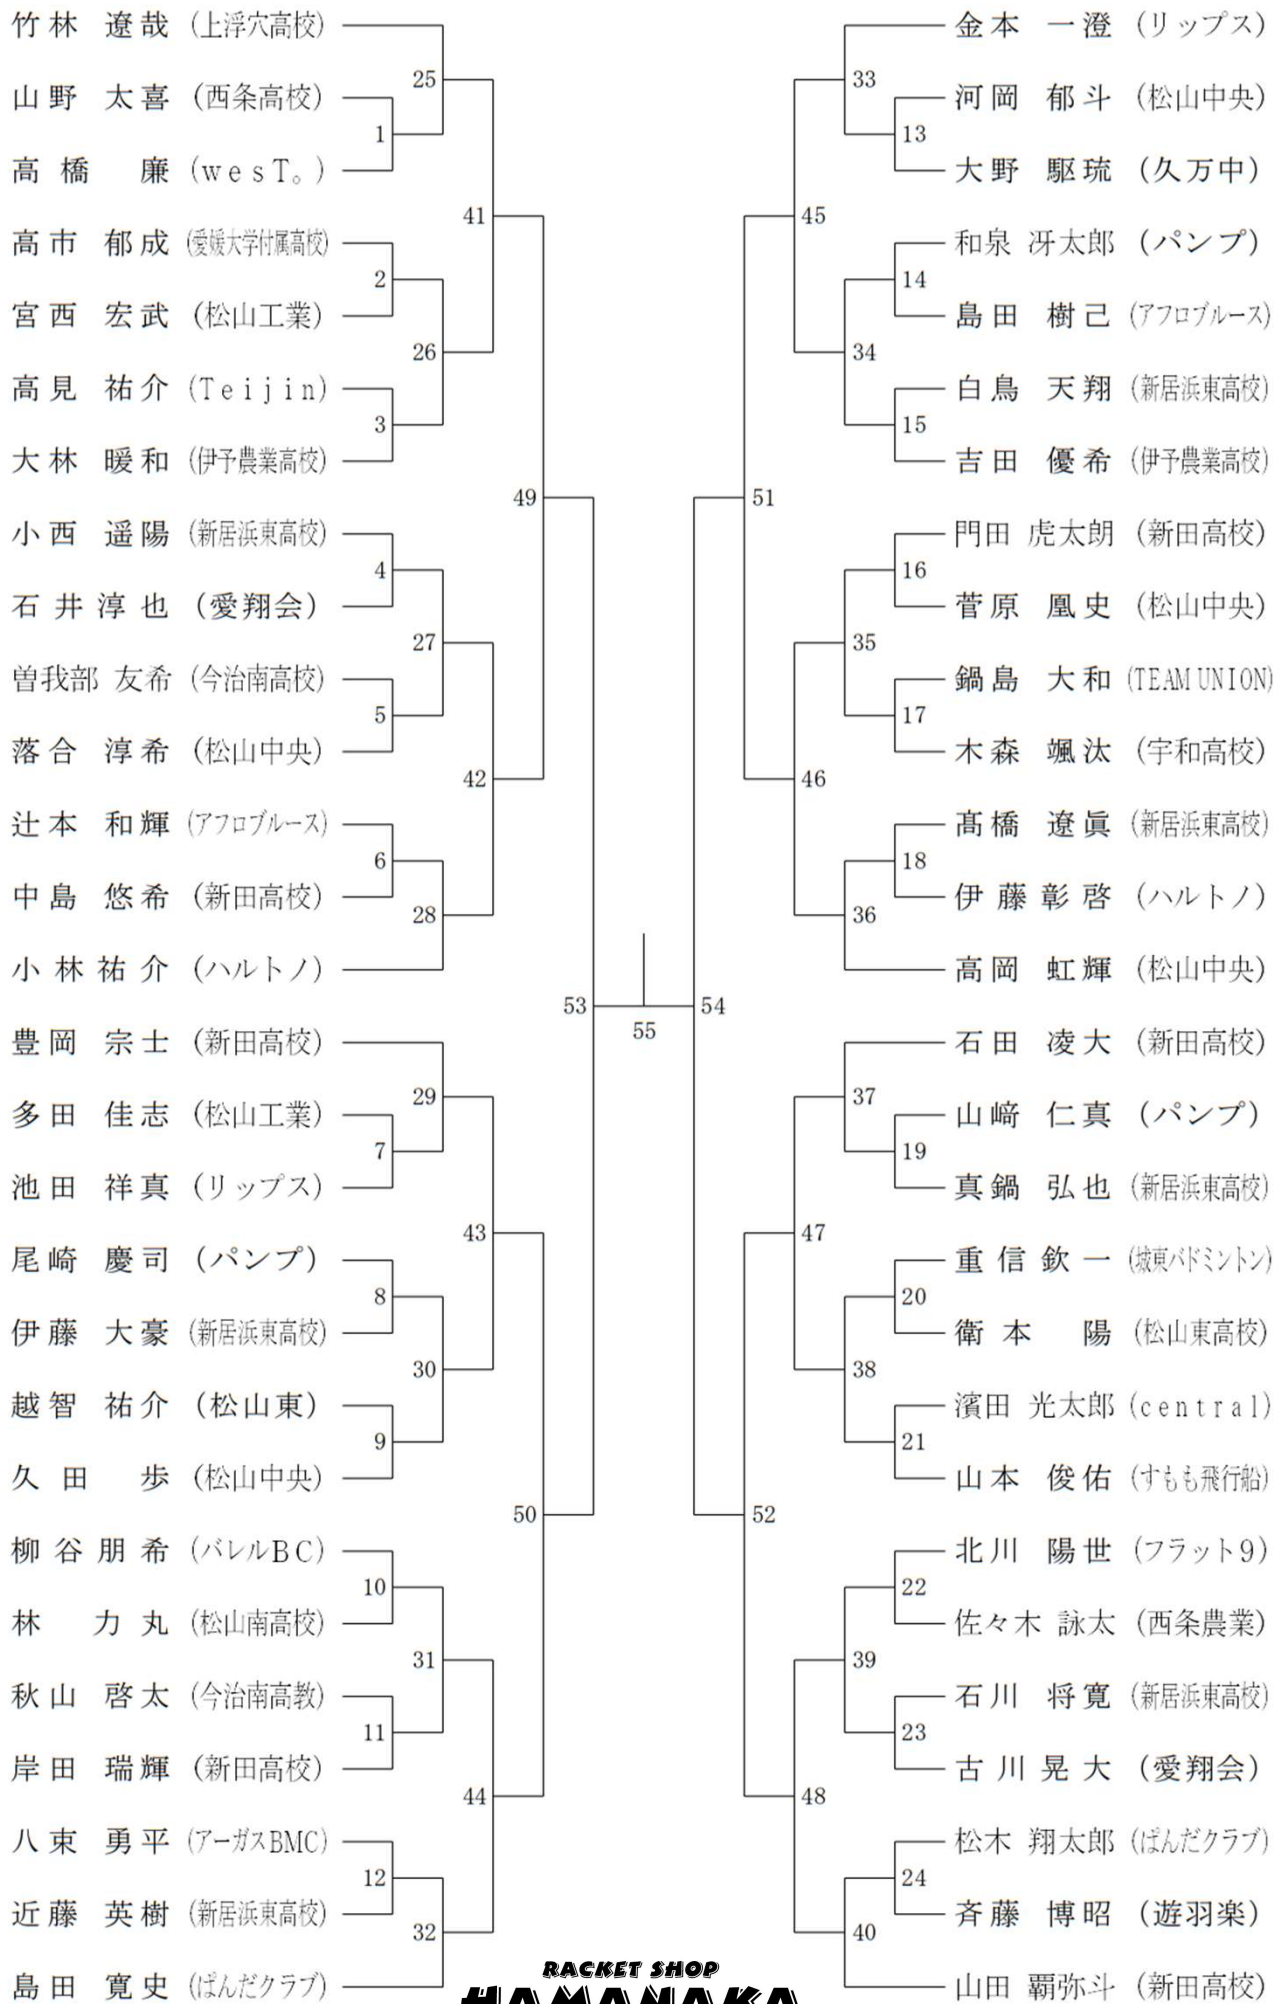 竹林 遼哉 (上浮穴高校)
25
山野 太喜 (西条高校)
1
高橋 廉 (wesT。)
41
高市 郁成 (愛媛大学付属高校)
2
宮西 宏武 (松山工業)
26
高見 祐介 (Teijin)
3
大林 暖和 (伊予農業高校)
49
小西 遥陽 (新居浜東高校)
4
石井淳也 (愛翔会)
27
曽我部 友希 (今治南高校)
5
落合 淳希 (松山中央)
42
辻本 和輝 (アフロブルース)
6
中島 悠希 (新田高校)
28
小林祐介 (ハルトノ)
53
豊岡 宗士 (新田高校)
29
多田 佳志 (松山工業)
7
池田 祥真 (リップス)
43
尾崎 慶司 (パンプ)
8
伊藤 大豪 (新居浜東高校)
30
越智 祐介 (松山東)
9
久田 歩 (松山中央)
50
柳谷朋希 (バレルBC)
10
林 力丸 (松山南高校)
31
秋山 啓太 (今治南高教)
11
岸田 瑞輝 (新田高校)
44
八束 勇平 (アーガスBMC)
12
近藤 英樹 (新居浜東高校)
32
島田 寛史 (ぱんだクラブ)
55
金本 一澄 (リップス)
33
河岡 郁斗 (松山中央)
13
大野 駆琉 (久万中)
45
和泉 冴太郎 (パンプ)
14
島田 樹己 (アフロブルース)
34
白鳥 天翔 (新居浜東高校)
15
吉田 優希 (伊予農業高校)
51
門田 虎太朗 (新田高校)
16
菅原 凰史 (松山中央)
35
鍋島 大和 (TEAM UNION)
17
木森 颯汰 (宇和高校)
46
髙橋 遼眞 (新居浜東高校)
18
伊藤彰啓 (ハルトノ)
36
高岡 虹輝 (松山中央)
54
石田 凌大 (新田高校)
37
山﨑 仁真 (パンプ)
19
真鍋 弘也 (新居浜東高校)
47
重信欽一 (城東バドミントン)
20
衛本 陽 (松山東高校)
38
濱田 光太郎 (central)
21
山本 俊佑 (すもも飛行船)
52
北川 陽世 (フラット9)
22
佐々木 詠太 (西条農業)
39
石川 将寛 (新居浜東高校)
23
古川晃大 (愛翔会)
48
松木 翔太郎 (ぱんだクラブ)
24
斉藤 博昭 (遊羽楽)
40
山田 覇弥斗 (新田高校)
RACKET SHOP
HAMANAKA